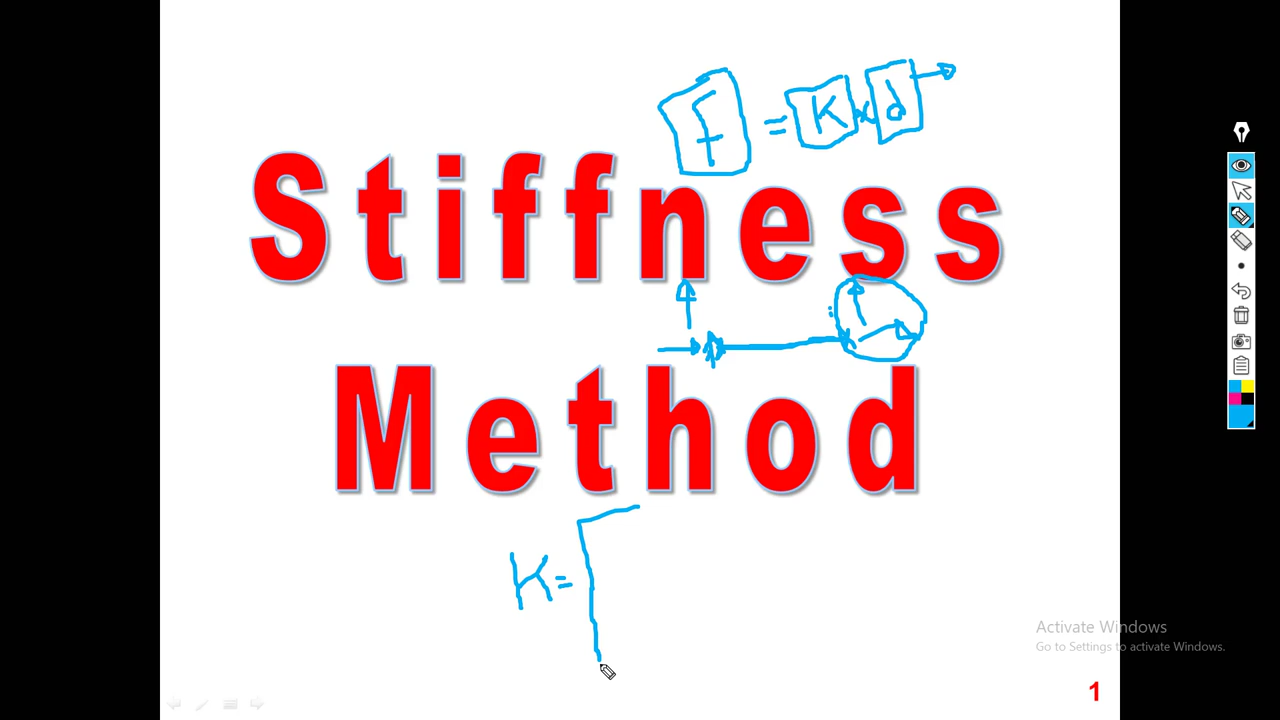 f = K x d
Stiffness
Method
K =
Activate Windows
Go to Settings to activate Windows.
1